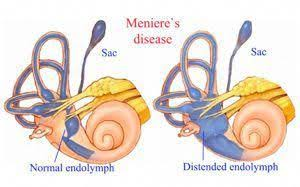 Meniere`s
disease
Sac
Sac
Normal endolymph
Distended endolymph